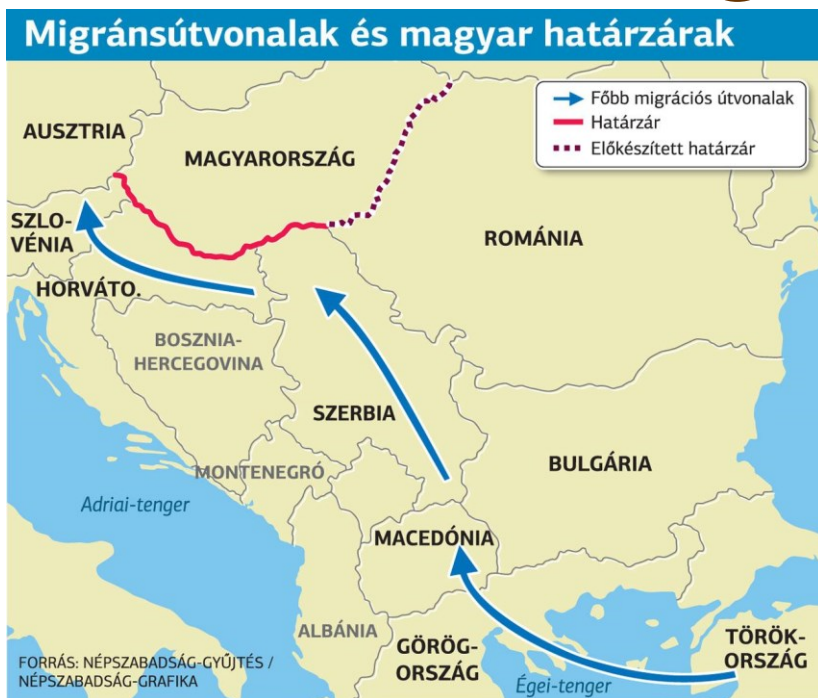 Migránsútvonalak és magyar határzárak
Főbb migrációs útvonalak
Határzár
Előkészített határzár
AUSZTRIA
MAGYARORSZÁG
SZLO-
VÉNIA
ROMÁNIA
HORVÁTO.
BOSZNIA-
HERCEGOVINA
SZERBIA
BULGÁRIA
MONTENEGRÓ
Adriai-tenger
MACEDÓNIA
ALBÁNIA
GÖRÖG-
ORSZÁG
TÖRÖK-
ORSZÁG
Égei-tenger
FORRÁS: NÉPSZABADSÁG-GYŰJTÉS /
NÉPSZABADSÁG-GRAFIKA